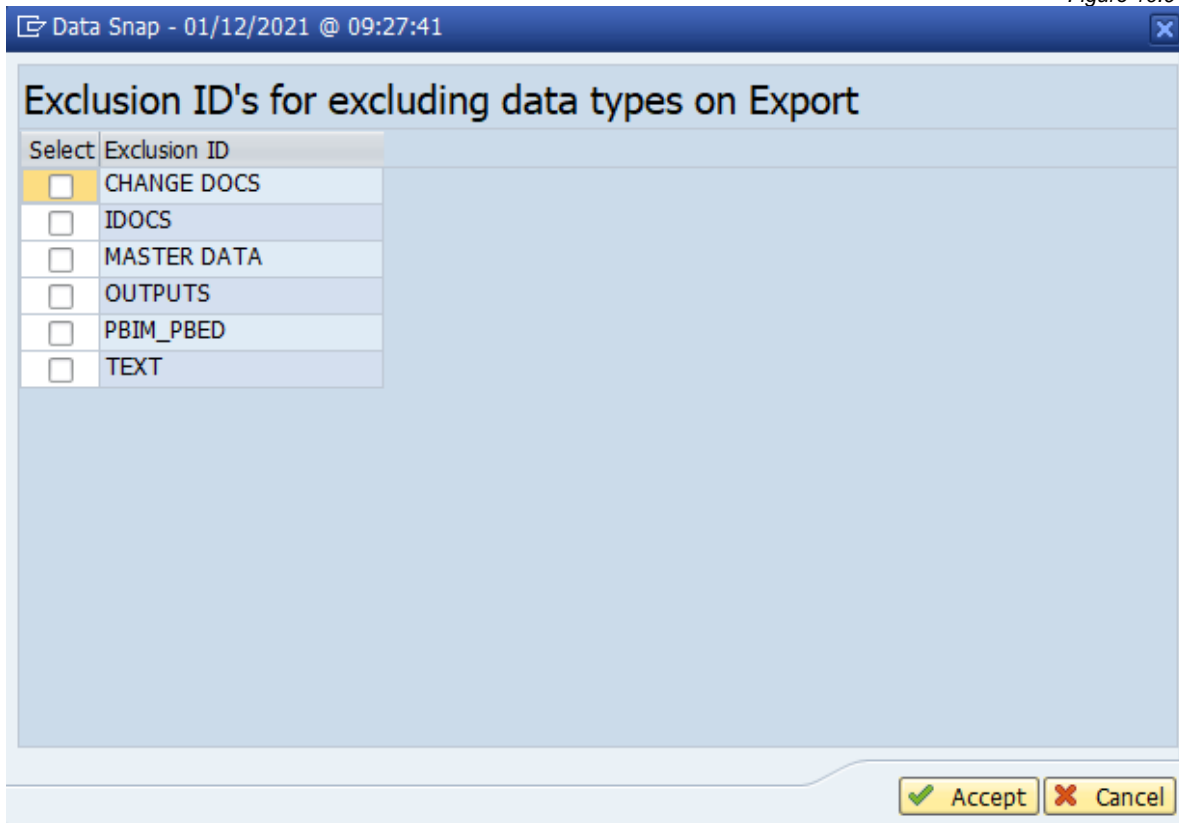 Data Snap - 01/12/2021 @ 09:27:41
Exclusion ID's for excluding data types on Export
Select Exclusion ID
CHANGE DOCS
IDOCS
MASTER DATA
OUTPUTS
PBIM_PBED
TEXT
Accept Cancel